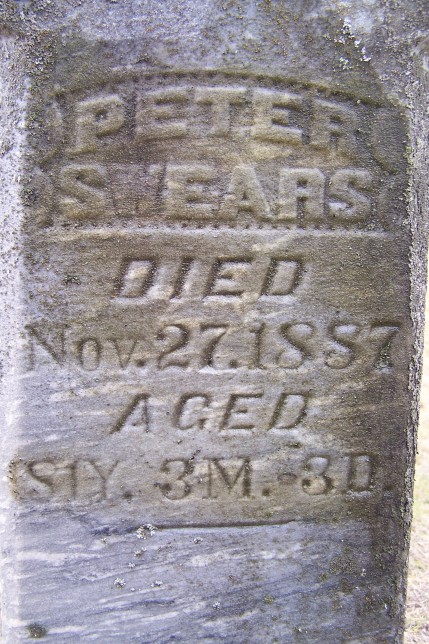 PETER
SWEARS
DIED
Nov. 27. 1887
AGED
81Y. 3M. 3D.